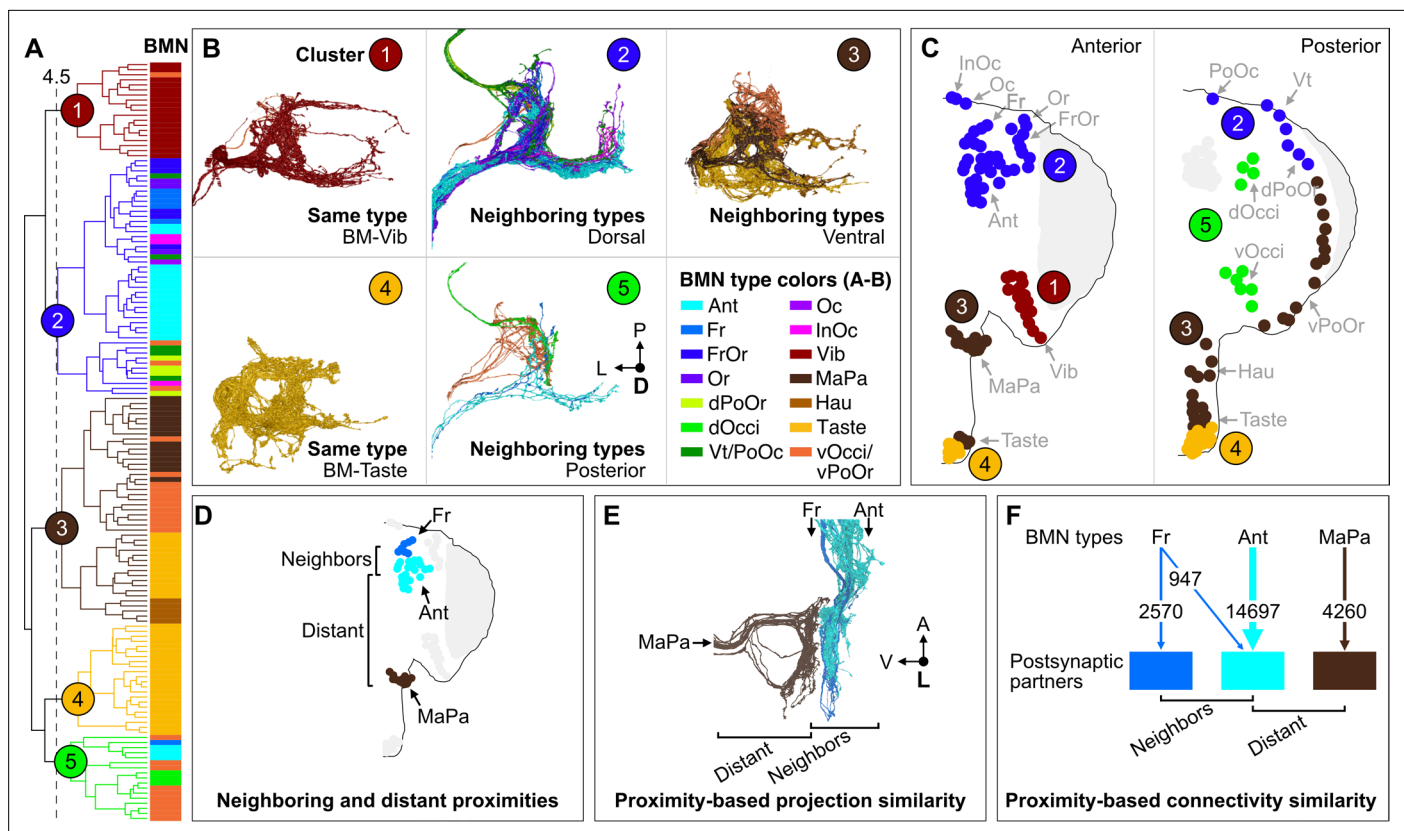 A
BMN
4.5
1
2
3
4
5
B
Cluster 1
Same type
BM-Vib
2
Neighboring types
Dorsal
3
Neighboring types
Ventral
4
Same type
BM-Taste
5
P
L
D
Neighboring types
Posterior
BMN type colors (A-B)
Ant
Fr
FrOr
Or
dPoOr
dOcci
Vt/PoOc
Oc
InOc
Vib
MaPa
Hau
Taste
vOcci/
vPoOr
C
Anterior
InOc
Oc
Fr
Or
FrOr
2
Ant
1
3
MaPa
Vib
Taste
4
Posterior
PoOc
Vt
2
dPoOr
dOcci
5
vOcci
vPoOr
3
Hau
Taste
4
D
Fr
Neighbors
Ant
Distant
MaPa
Neighboring and distant proximities
E
Fr
Ant
MaPa
A
V
L
Distant
Neighbors
Proximity-based projection similarity
F
BMN types
Fr
Ant
MaPa
947
2570
14697
4260
Postsynaptic
partners
Neighbors
Distant
Proximity-based connectivity similarity